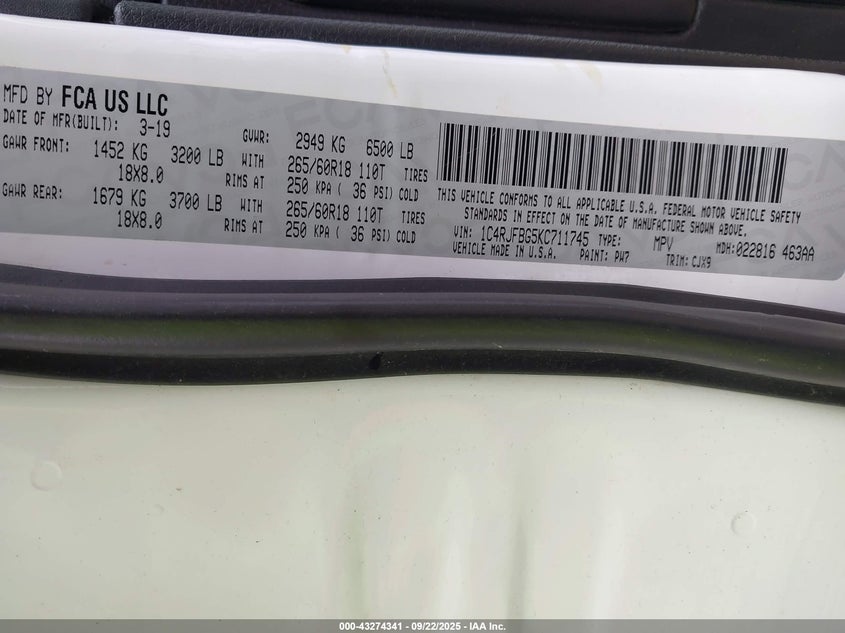 MFD BY FCA US LLC
DATE OF MFR(BUILT): 3-19 GVWR: 2949 KG 6500 LB
GAWR FRONT: 1452 KG 3200 LB WITH 265/60R18 110T TIRES
18X8.0 RIMS AT 250 KPA ( 36 PSI) COLD
GAWR REAR: 1679 KG 3700 LB WITH 265/60R18 110T TIRES
18X8.0 RIMS AT 250 KPA ( 36 PSI) COLD
THIS VEHICLE CONFORMS TO ALL APPLICABLE U.S.A. FEDERAL MOTOR VEHICLE SAFETY
STANDARDS IN EFFECT ON THE DATE OF MANUFACTURE SHOWN ABOVE.
VIN: 1C4RJFBG5KC711745 TYPE: MPV MDH:022816 463AA
VEHICLE MADE IN U.S.A. PAINT: PW7 TRIM: CJX9
000-43274341 - 09/22/2025 - IAA Inc.